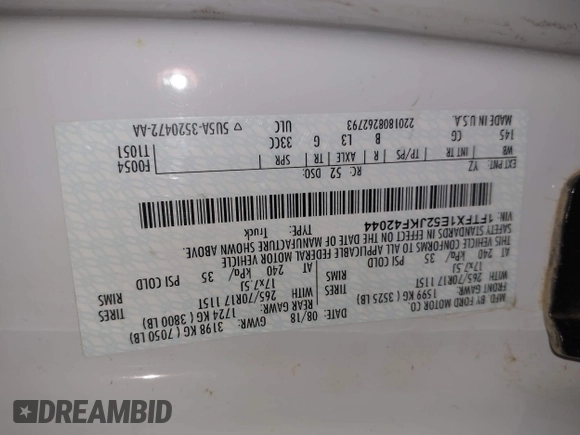 MFD. BY FORD MOTOR CO.
DATE: 08/18 GVWR: 3198 KG ( 7050 LB)
FRONT GAWR: 1599 KG ( 3525 LB) REAR GAWR: 1724 KG ( 3800 LB)
WITH 265/70R17 115T TIRES WITH 265/70R17 115T TIRES
17x7.5J RIMS 17x7.5J RIMS
AT 240 kPa/ 35 PSI COLD AT 240 kPa/ 35 PSI COLD
THIS VEHICLE CONFORMS TO ALL APPLICABLE FEDERAL MOTOR VEHICLE
SAFETY STANDARDS IN EFFECT ON THE DATE OF MANUFACTURE SHOWN ABOVE.
VIN: 1FTFX1E52JKF42044 TYPE: Truck
F0054
T1051
EXT PNT: YZ RC: 52 DSO:
WB INT TR TP/PS R AXLE TR SPR
145 CG B L3 6 33CC
MADE IN U.S.A. 2201808262793 ULC ▽ 5U5A-3520472-AA
DREAMBID